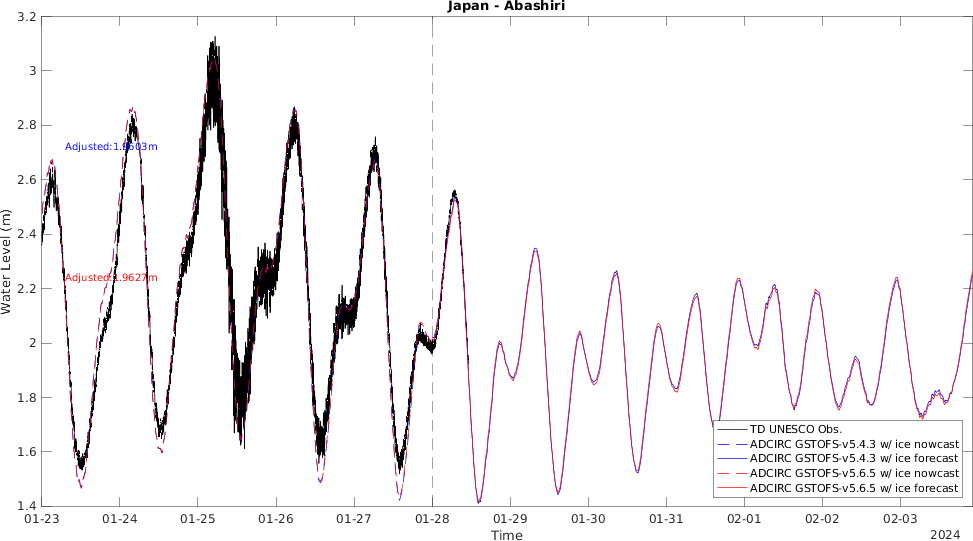 Japan - Abashiri
3.2
3
2.8
2.6
2.4
2.2
2
1.8
1.6
1.4
Water Level (m)
Adjusted:1.9603m
Adjusted:1.9627m
TD UNESCO Obs.
ADCIRC GSTOFS-v5.4.3 w/ ice nowcast
ADCIRC GSTOFS-v5.4.3 w/ ice forecast
ADCIRC GSTOFS-v5.6.5 w/ ice nowcast
ADCIRC GSTOFS-v5.6.5 w/ ice forecast
01-23 01-24 01-25 01-26 01-27 01-28 01-29 01-30 01-31 02-01 02-02 02-03
Time
2024